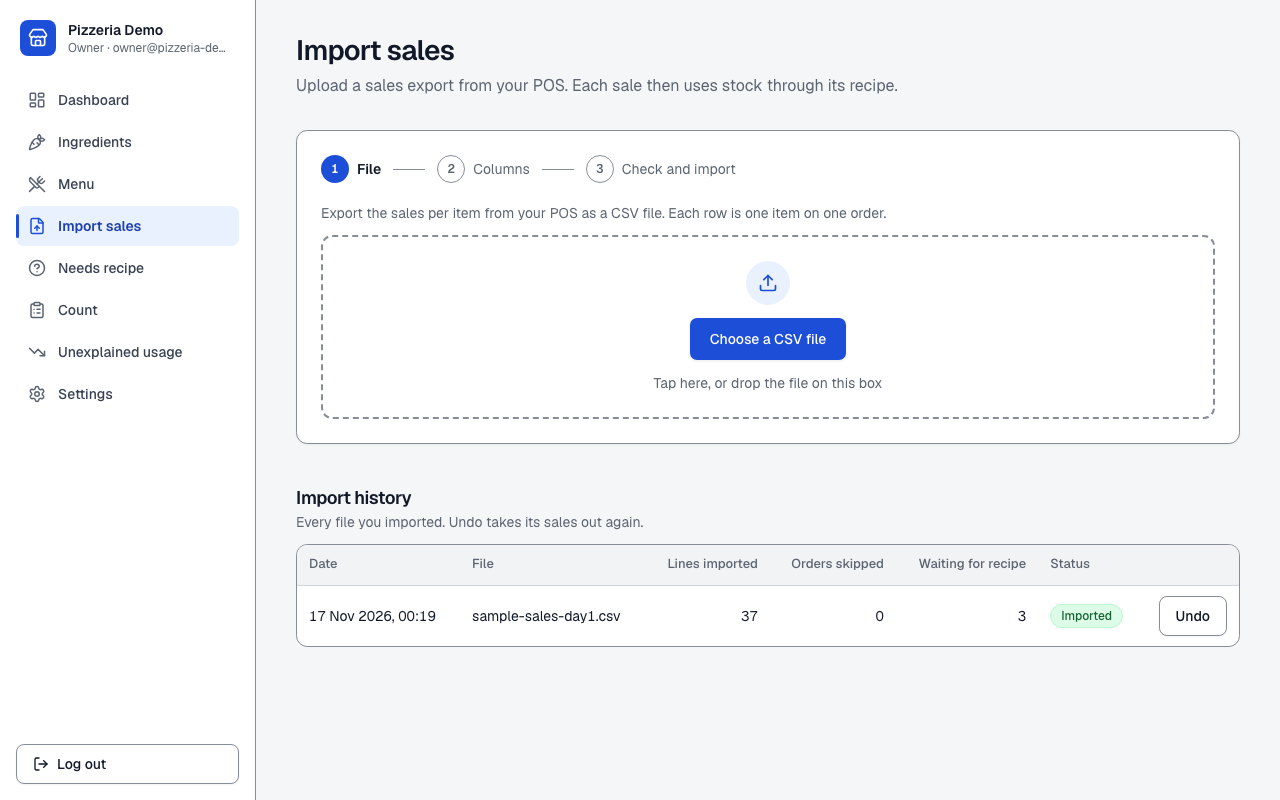 Pizzeria Demo
Owner · owner@pizzeria-de...
Dashboard
Ingredients
Menu
Import sales
Needs recipe
Count
Unexplained usage
Settings
Log out
Import sales
Upload a sales export from your POS. Each sale then uses stock through its recipe.
1 File 2 Columns 3 Check and import
Export the sales per item from your POS as a CSV file. Each row is one item on one order.
Choose a CSV file
Tap here, or drop the file on this box
Import history
Every file you imported. Undo takes its sales out again.
Date File Lines imported Orders skipped Waiting for recipe Status
17 Nov 2026, 00:19 sample-sales-day1.csv 37 0 3 Imported Undo